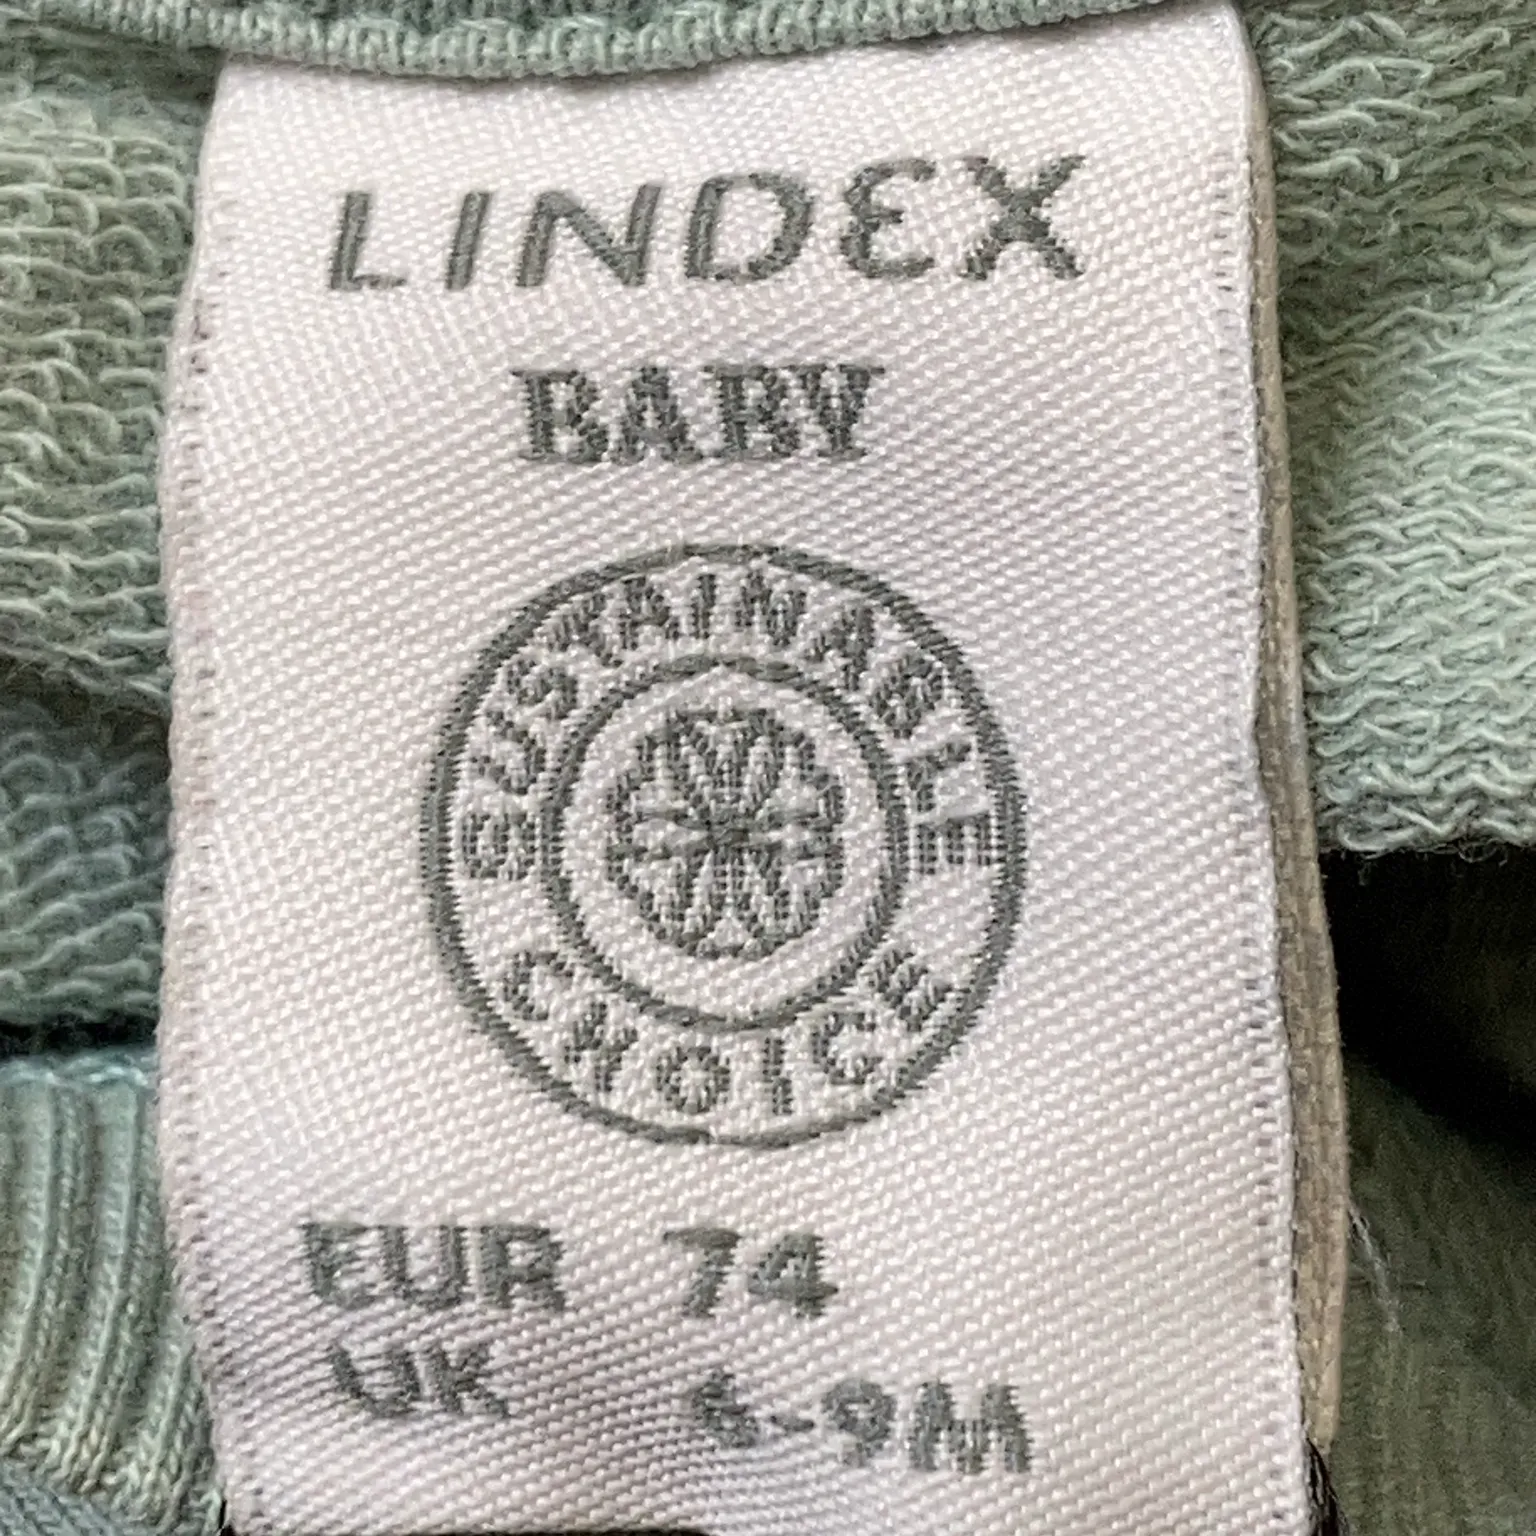 LINDEX
BABY
SUSTAINABLE
CHOICE
EUR 74
UK 6-9M